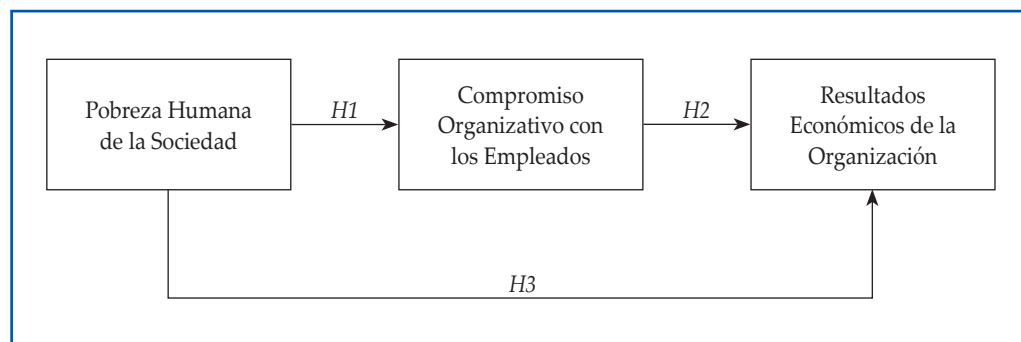 Pobreza Humana
de la Sociedad
H1
Compromiso
Organizativo con
los Empleados
H2
Resultados
Económicos de la
Organización
H3